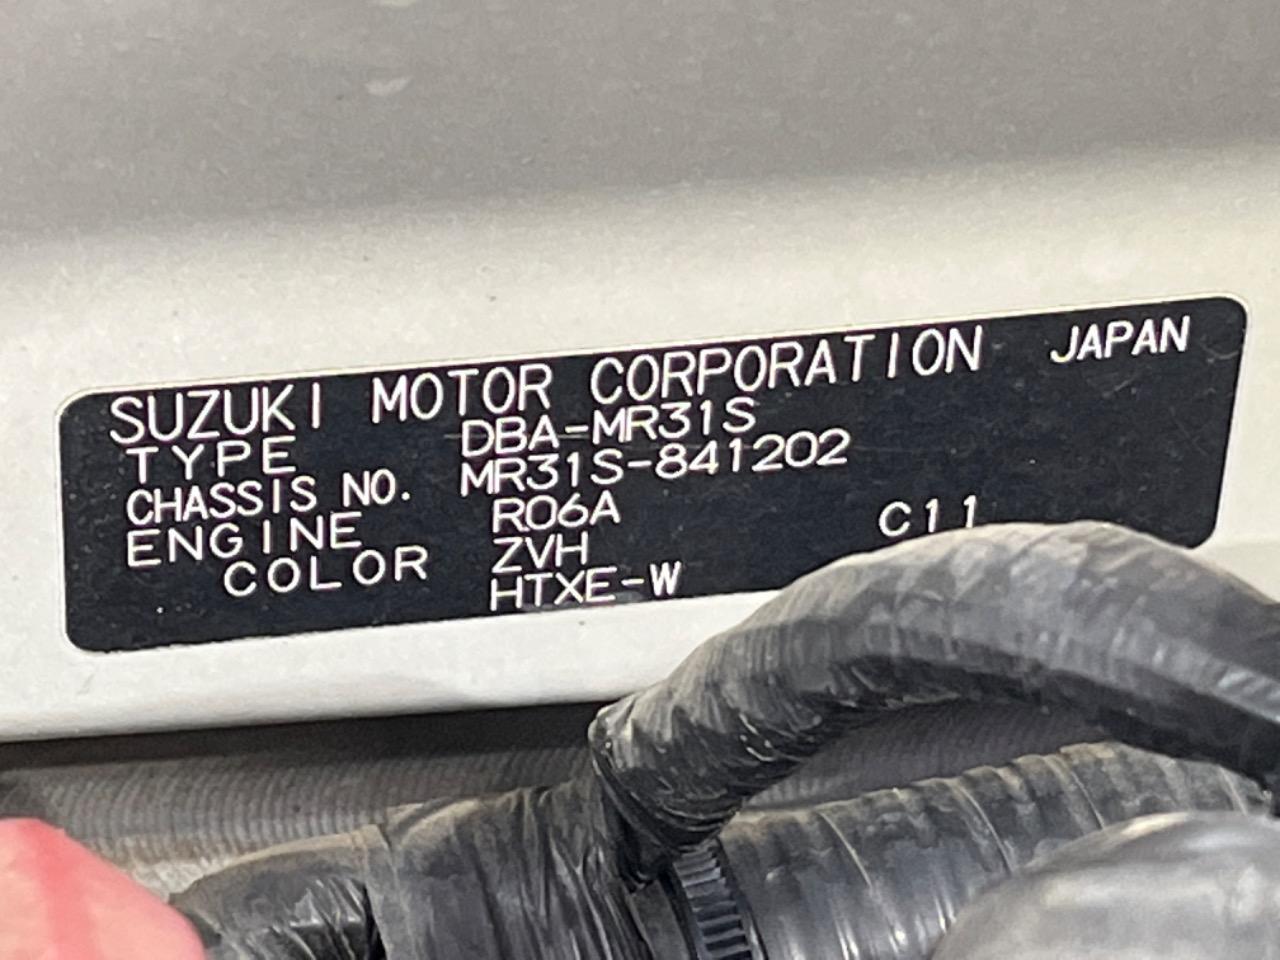 SUZUKI MOTOR CORPORATION JAPAN
TYPE DBA-MR31S
CHASSIS NO. MR31S-841202
ENGINE R06A C11
COLOR ZVH
HTXE-W